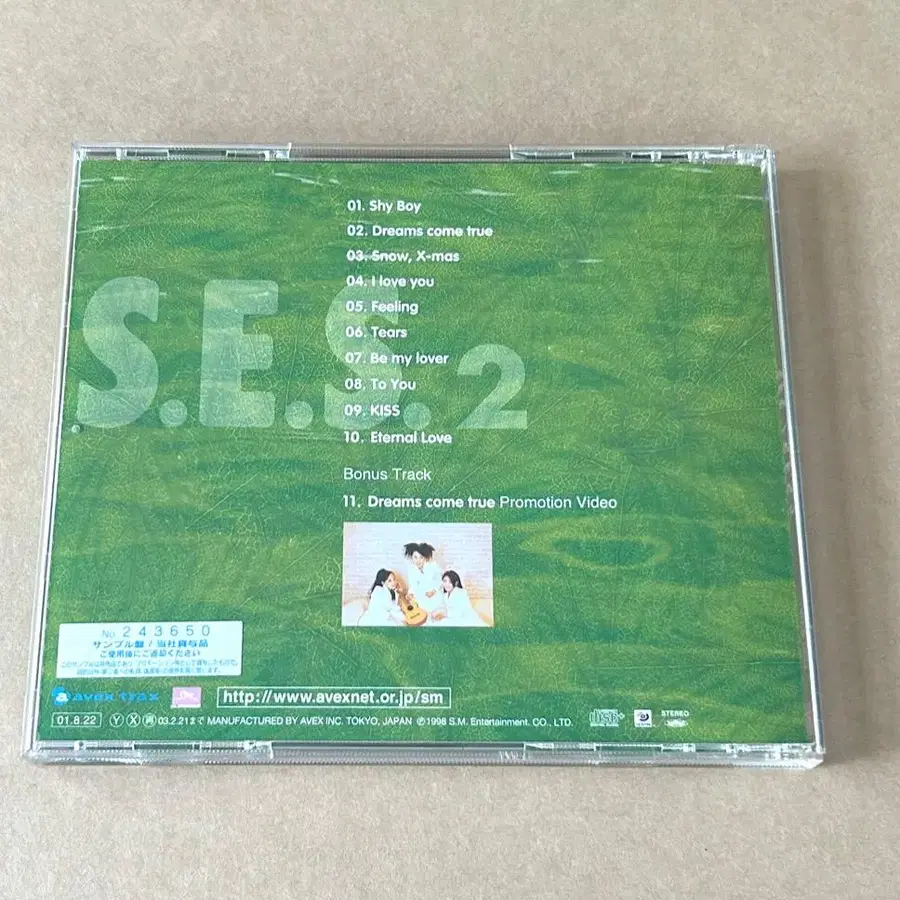 S.E.S. 2
01. Shy Boy
02. Dreams come true
03. Snow, X-mas
04. I love you
05. Feeling
06. Tears
07. Be my lover
08. To You
09. KISS
10. Eternal Love
Bonus Track
11. Dreams come true Promotion Video
No. 243650
サンプル盤 / 当社貸与品
ご使用後にご返却ください
avex trax
http://www.avexnet.or.jp/sm
01.8.22 Y X 03.2.21まで MANUFACTURED BY AVEX INC. TOKYO, JAPAN ℗1998 S.M. Entertainment. CO., LTD.
STEREO